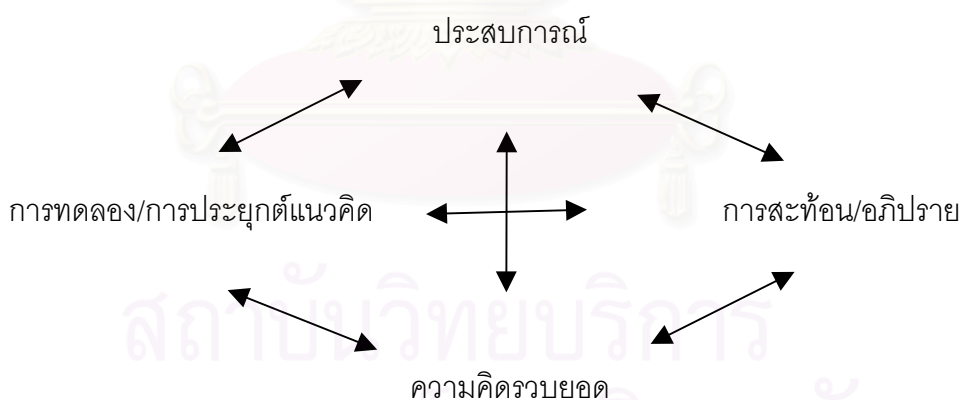 ประสบการณ์
การทดลอง/การประยุกต์แนวคิด
การสะท้อน/อภิปราย
สถาบันวิทยบริการ
ความคิดรวบยอด